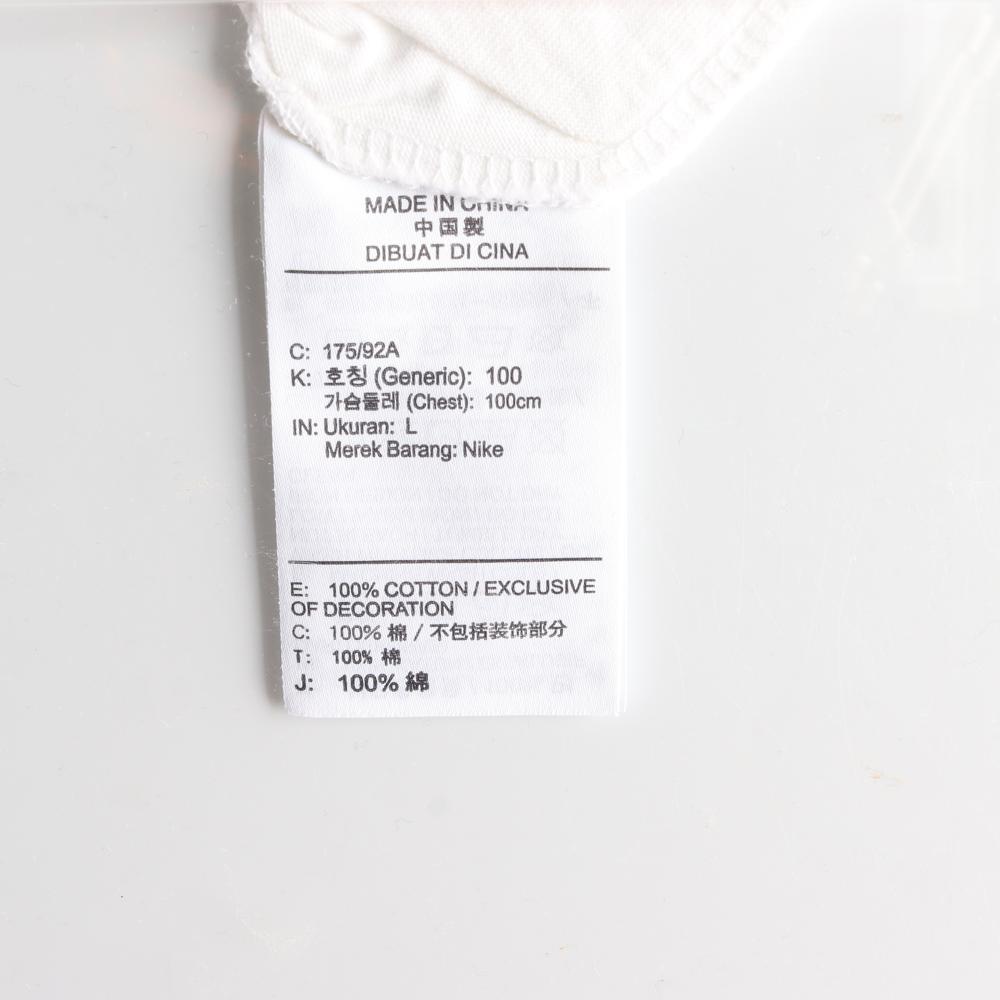 MADE IN CHINA
中国製
DIBUAT DI CINA
C: 175/92A
K: 호칭 (Generic): 100
가슴둘레 (Chest): 100cm
IN: Ukuran: L
Merek Barang: Nike
E: 100% COTTON / EXCLUSIVE
OF DECORATION
C: 100% 棉 / 不包括装饰部分
T: 100% 棉
J: 100% 綿